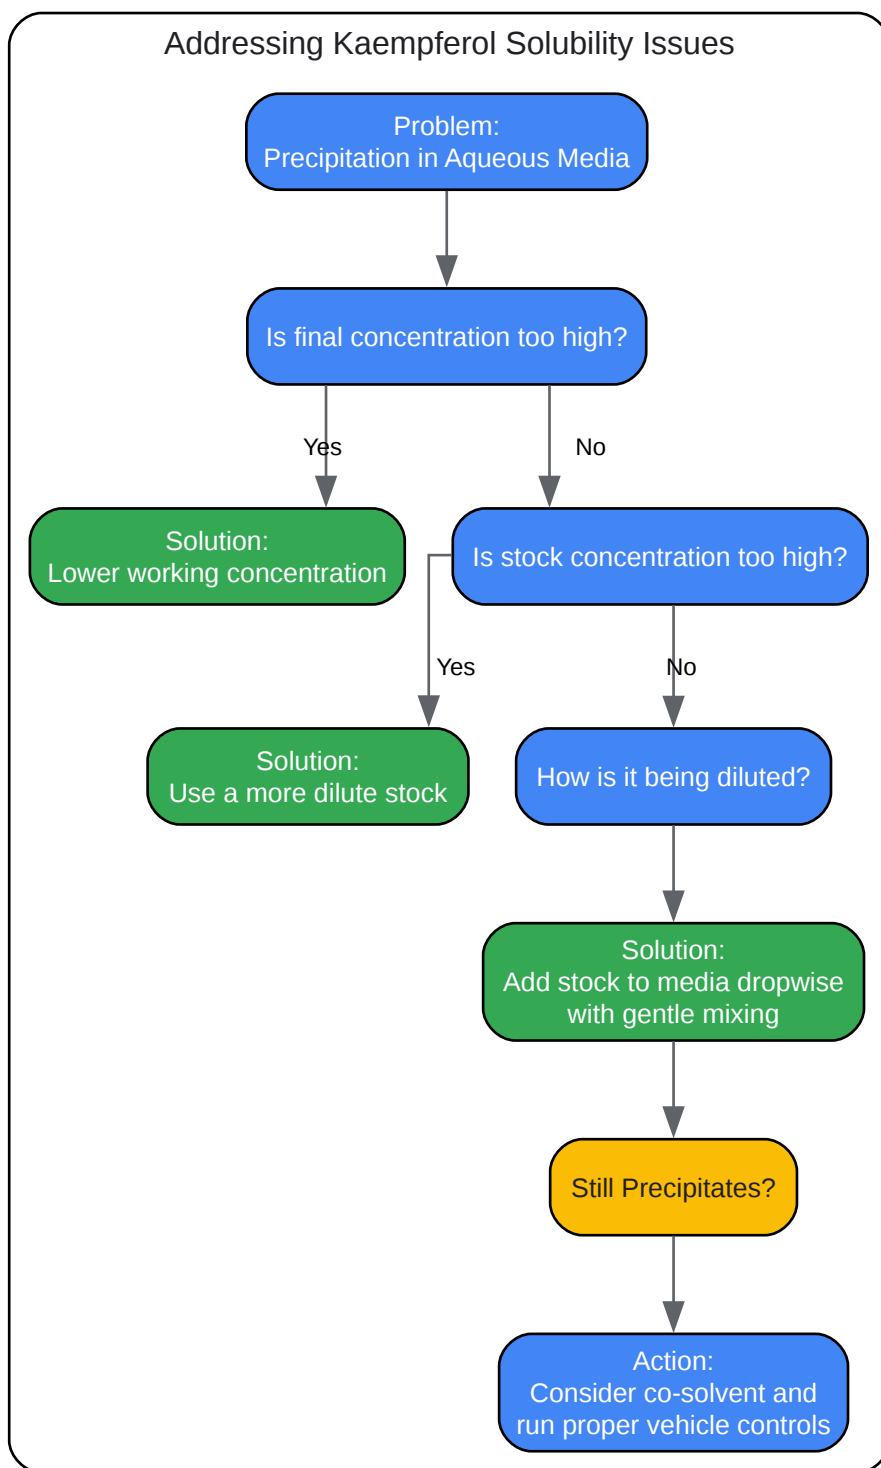 Addressing Kaempferol Solubility Issues
Problem:
Precipitation in Aqueous Media
Is final concentration too high?
Yes
No
Solution:
Lower working concentration
Is stock concentration too high?
Yes
No
Solution:
Use a more dilute stock
How is it being diluted?
Solution:
Add stock to media dropwise
with gentle mixing
Still Precipitates?
Action:
Consider co-solvent and
run proper vehicle controls